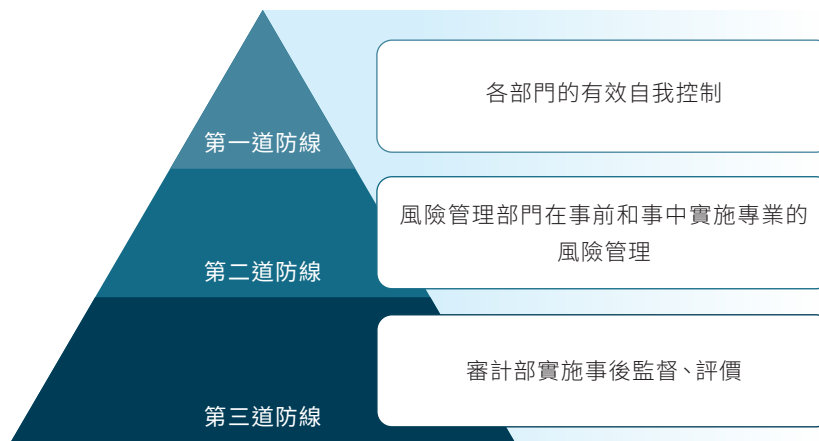 第一道防線
各部門的有效自我控制
第二道防線
風險管理部門在事前和事中實施專業的
風險管理
第三道防線
審計部實施事後監督、評價